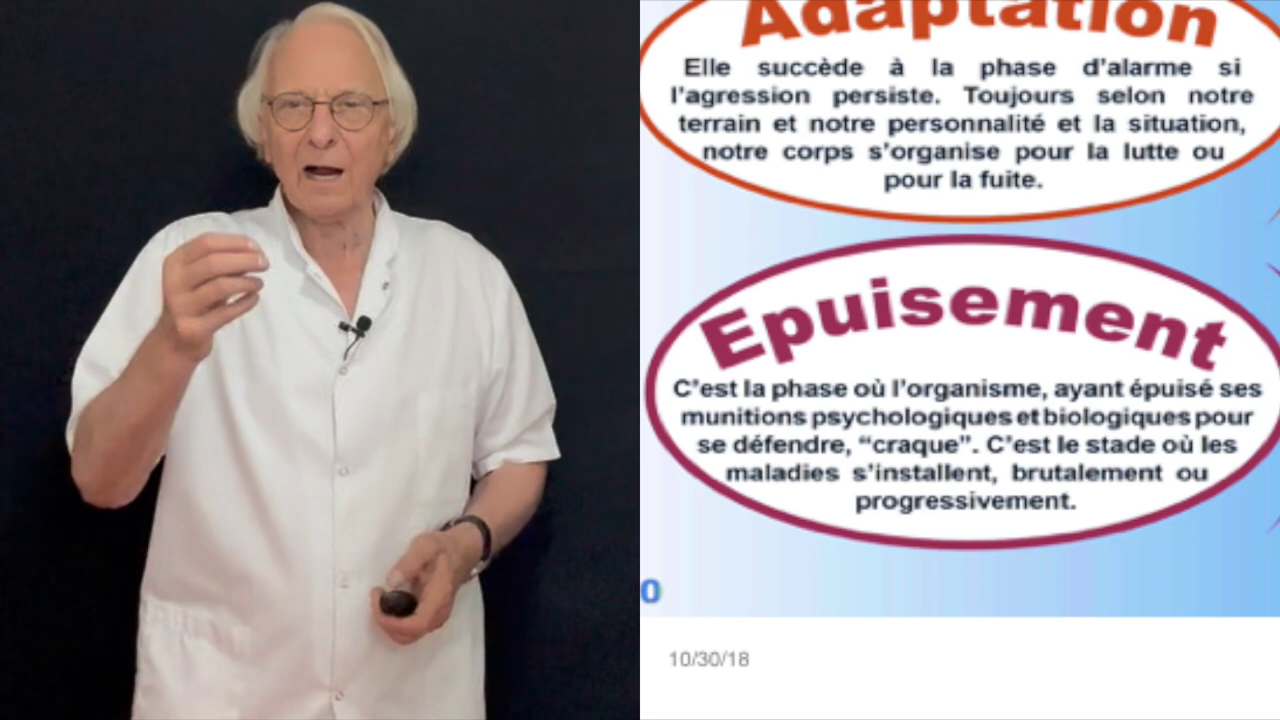 Adaptation
Elle succède à la phase d'alarme si
l'agression persiste. Toujours selon notre
terrain et notre personnalité et la situation,
notre corps s'organise pour la lutte ou
pour la fuite.
Epuisement
C'est la phase où l'organisme, ayant épuisé ses
munitions psychologiques et biologiques pour
se défendre, “craque”. C'est le stade où les
maladies s'installent, brutalement ou
progressivement.
0
10/30/18